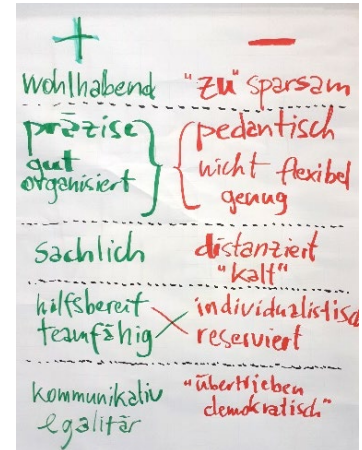 + −
wohlhabend "zu" sparsam
präzise pedantisch
gut nicht flexibel
organisiert genug
sachlich distanziert
"kalt"
hilfsbereit individualistisch
teamfähig reserviert
kommunikativ "übertrieben
egalitär demokratisch"